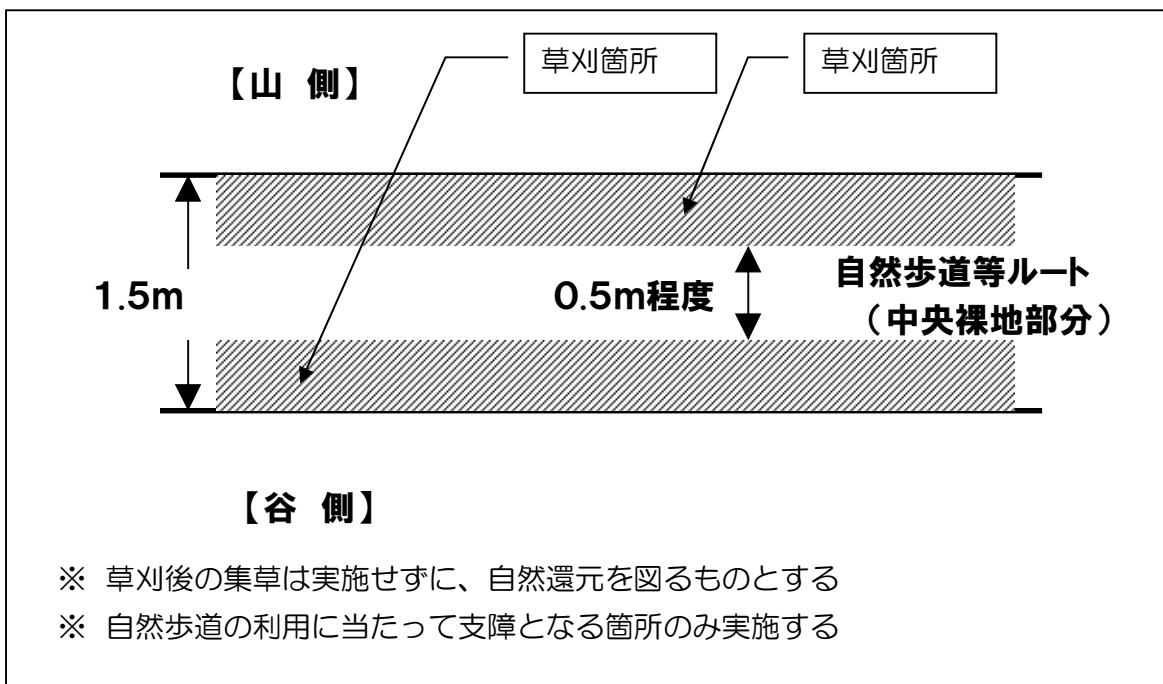 草刈箇所
草刈箇所
【山 側】
1.5m
0.5m程度
自然歩道等ルート
（中央裸地部分）
【谷 側】
※ 草刈後の集草は実施せずに、自然還元を図るものとする
※ 自然歩道の利用に当たって支障となる箇所のみ実施する